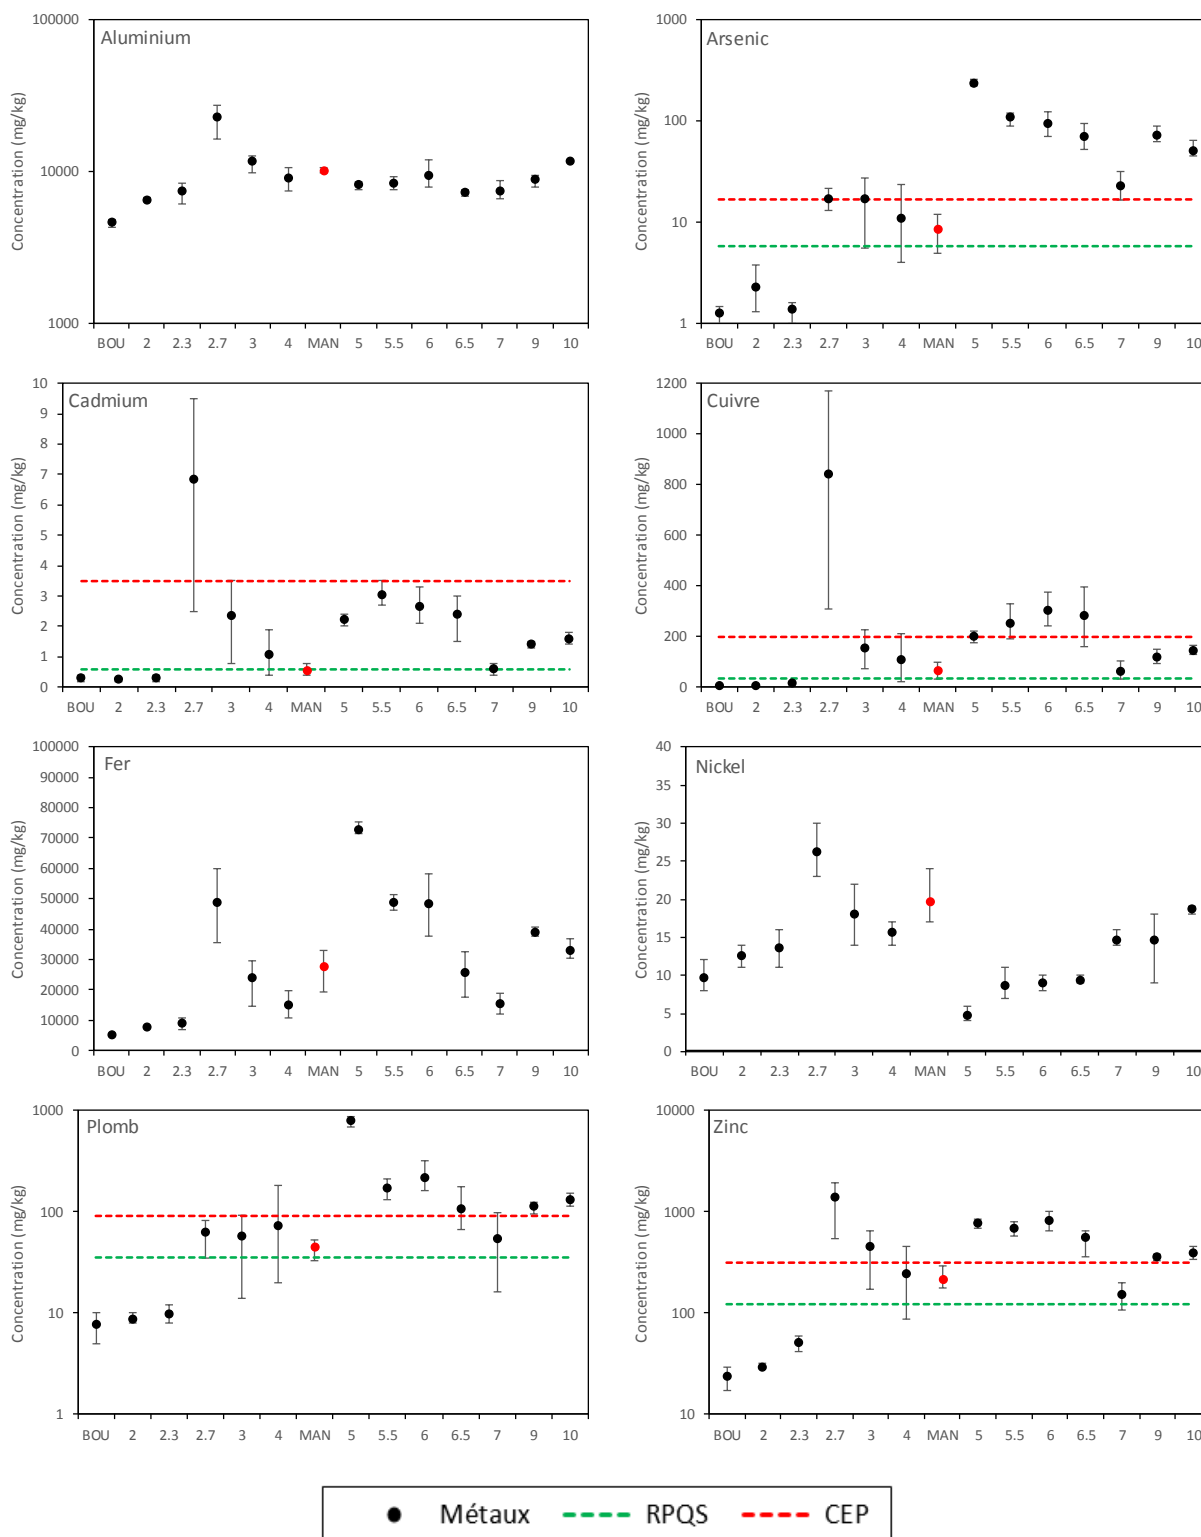 Aluminium
Concentration (mg/kg)
100000
10000
1000
BOU 2 2.3 2.7 3 4 MAN 5 5.5 6 6.5 7 9 10
Arsenic
Concentration (mg/kg)
1000
100
10
1
BOU 2 2.3 2.7 3 4 MAN 5 5.5 6 6.5 7 9 10
Cadmium
Concentration (mg/kg)
10
9
8
7
6
5
4
3
2
1
0
BOU 2 2.3 2.7 3 4 MAN 5 5.5 6 6.5 7 9 10
Cuivre
Concentration (mg/kg)
1200
1000
800
600
400
200
0
BOU 2 2.3 2.7 3 4 MAN 5 5.5 6 6.5 7 9 10
Fer
Concentration (mg/kg)
100000
90000
80000
70000
60000
50000
40000
30000
20000
10000
0
BOU 2 2.3 2.7 3 4 MAN 5 5.5 6 6.5 7 9 10
Nickel
Concentration (mg/kg)
40
35
30
25
20
15
10
5
0
BOU 2 2.3 2.7 3 4 MAN 5 5.5 6 6.5 7 9 10
Plomb
Concentration (mg/kg)
1000
100
10
1
BOU 2 2.3 2.7 3 4 MAN 5 5.5 6 6.5 7 9 10
Zinc
Concentration (mg/kg)
10000
1000
100
10
BOU 2 2.3 2.7 3 4 MAN 5 5.5 6 6.5 7 9 10
Métaux RPQS CEP